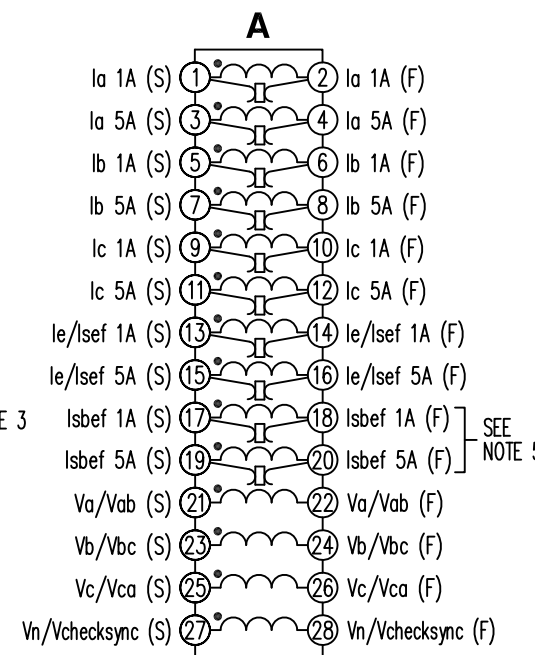 A
Ia 1A (S) 1 2 Ia 1A (F)
Ia 5A (S) 3 4 Ia 5A (F)
Ib 1A (S) 5 6 Ib 1A (F)
Ib 5A (S) 7 8 Ib 5A (F)
Ic 1A (S) 9 10 Ic 1A (F)
Ic 5A (S) 11 12 Ic 5A (F)
Ie/Isef 1A (S) 13 14 Ie/Isef 1A (F)
Ie/Isef 5A (S) 15 16 Ie/Isef 5A (F)
E 3 Isbef 1A (S) 17 18 Isbef 1A (F)
SEE
NOTE 5
Isbef 5A (S) 19 20 Isbef 5A (F)
Va/Vab (S) 21 22 Va/Vab (F)
Vb/Vbc (S) 23 24 Vb/Vbc (F)
Vc/Vca (S) 25 26 Vc/Vca (F)
Vn/Vchecksync (S) 27 28 Vn/Vchecksync (F)